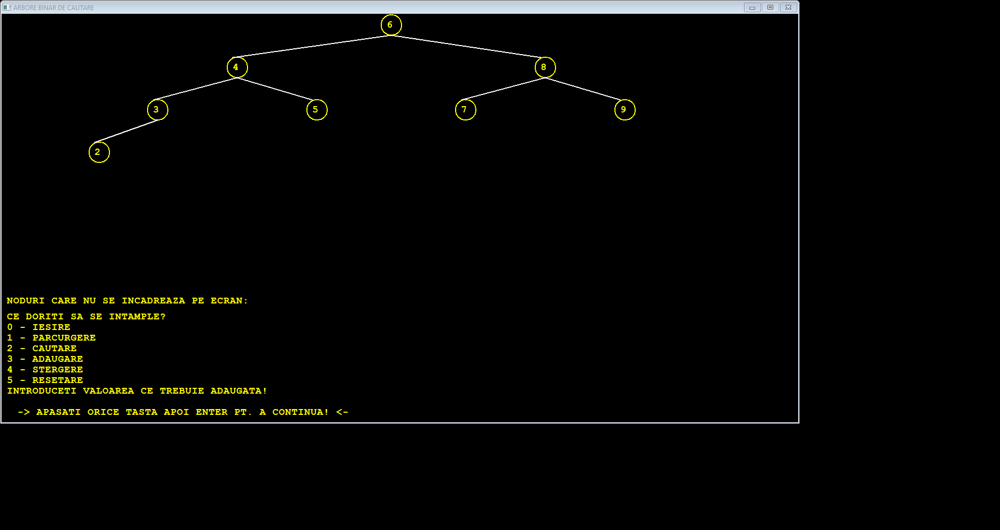 ARBORE BINAR DE CAUTARE
6
4 8
3 5 7 9
2
NODURI CARE NU SE INCADREAZA PE ECRAN:
CE DORITI SA SE INTAMPLE?
0 - IESIRE
1 - PARCURGERE
2 - CAUTARE
3 - ADAUGARE
4 - STERGERE
5 - RESETARE
INTRODUCETI VALOAREA CE TREBUIE ADAUGATA!
-> APASATI ORICE TASTA APOI ENTER PT. A CONTINUA! <-